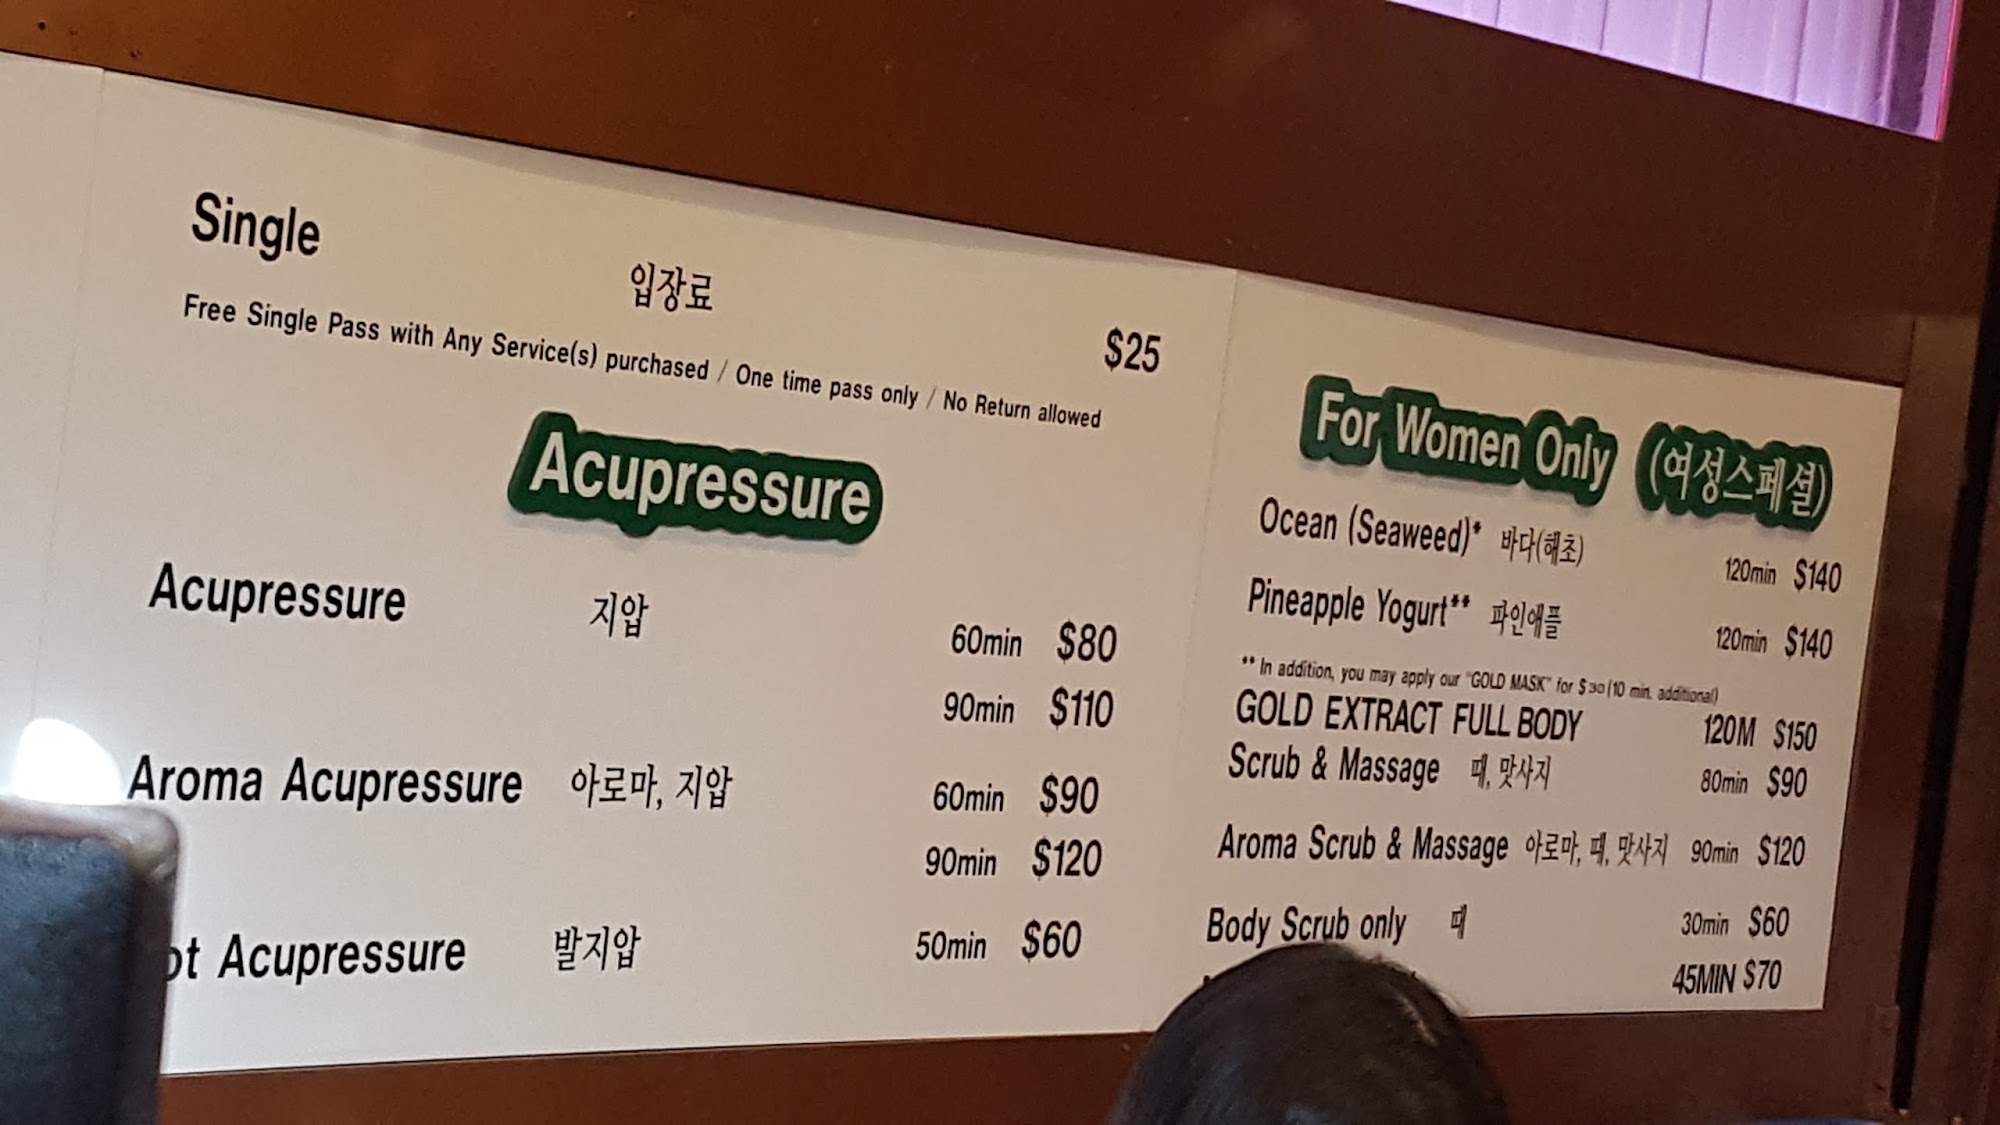 Single 입장료 $25
Free Single Pass with Any Service(s) purchased / One time pass only / No Return allowed
Acupressure
Acupressure 지압 60min $80
90min $110
Aroma Acupressure 아로마, 지압 60min $90
90min $120
ot Acupressure 발지압 50min $60
For Women Only (여성스페셜)
Ocean (Seaweed)* 바다(해초) 120min $140
Pineapple Yogurt** 파인애플 120min $140
** In addition, you may apply our "GOLD MASK" for $30 (10 min. additional)
GOLD EXTRACT FULL BODY 120M $150
Scrub & Massage 때, 맛사지 80min $90
Aroma Scrub & Massage 아로마, 때, 맛사지 90min $120
Body Scrub only 때 30min $60
45MIN $70